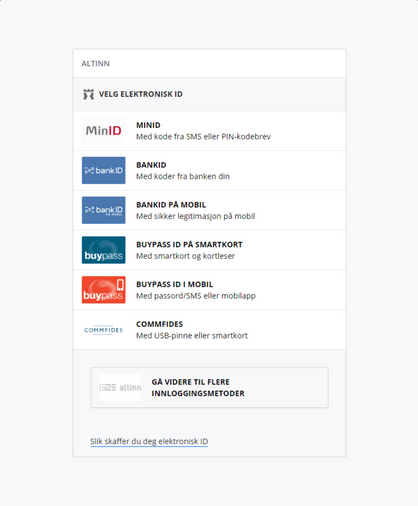 ALTINN
VELG ELEKTRONISK ID
MinID
MINID
Med kode fra SMS eller PIN-kodebrev
bankID
BANKID
Med koder fra banken din
bankID
PÅ MOBIL
BANKID PÅ MOBIL
Med sikker legitimasjon på mobil
buypass
BUYPASS ID PÅ SMARTKORT
Med smartkort og kortleser
buypass
BUYPASS ID I MOBIL
Med passord/SMS eller mobilapp
COMMFIDES
COMMFIDES
Med USB-pinne eller smartkort
altinn
GÅ VIDERE TIL FLERE
INNLOGGINGSMETODER
Slik skaffer du deg elektronisk ID